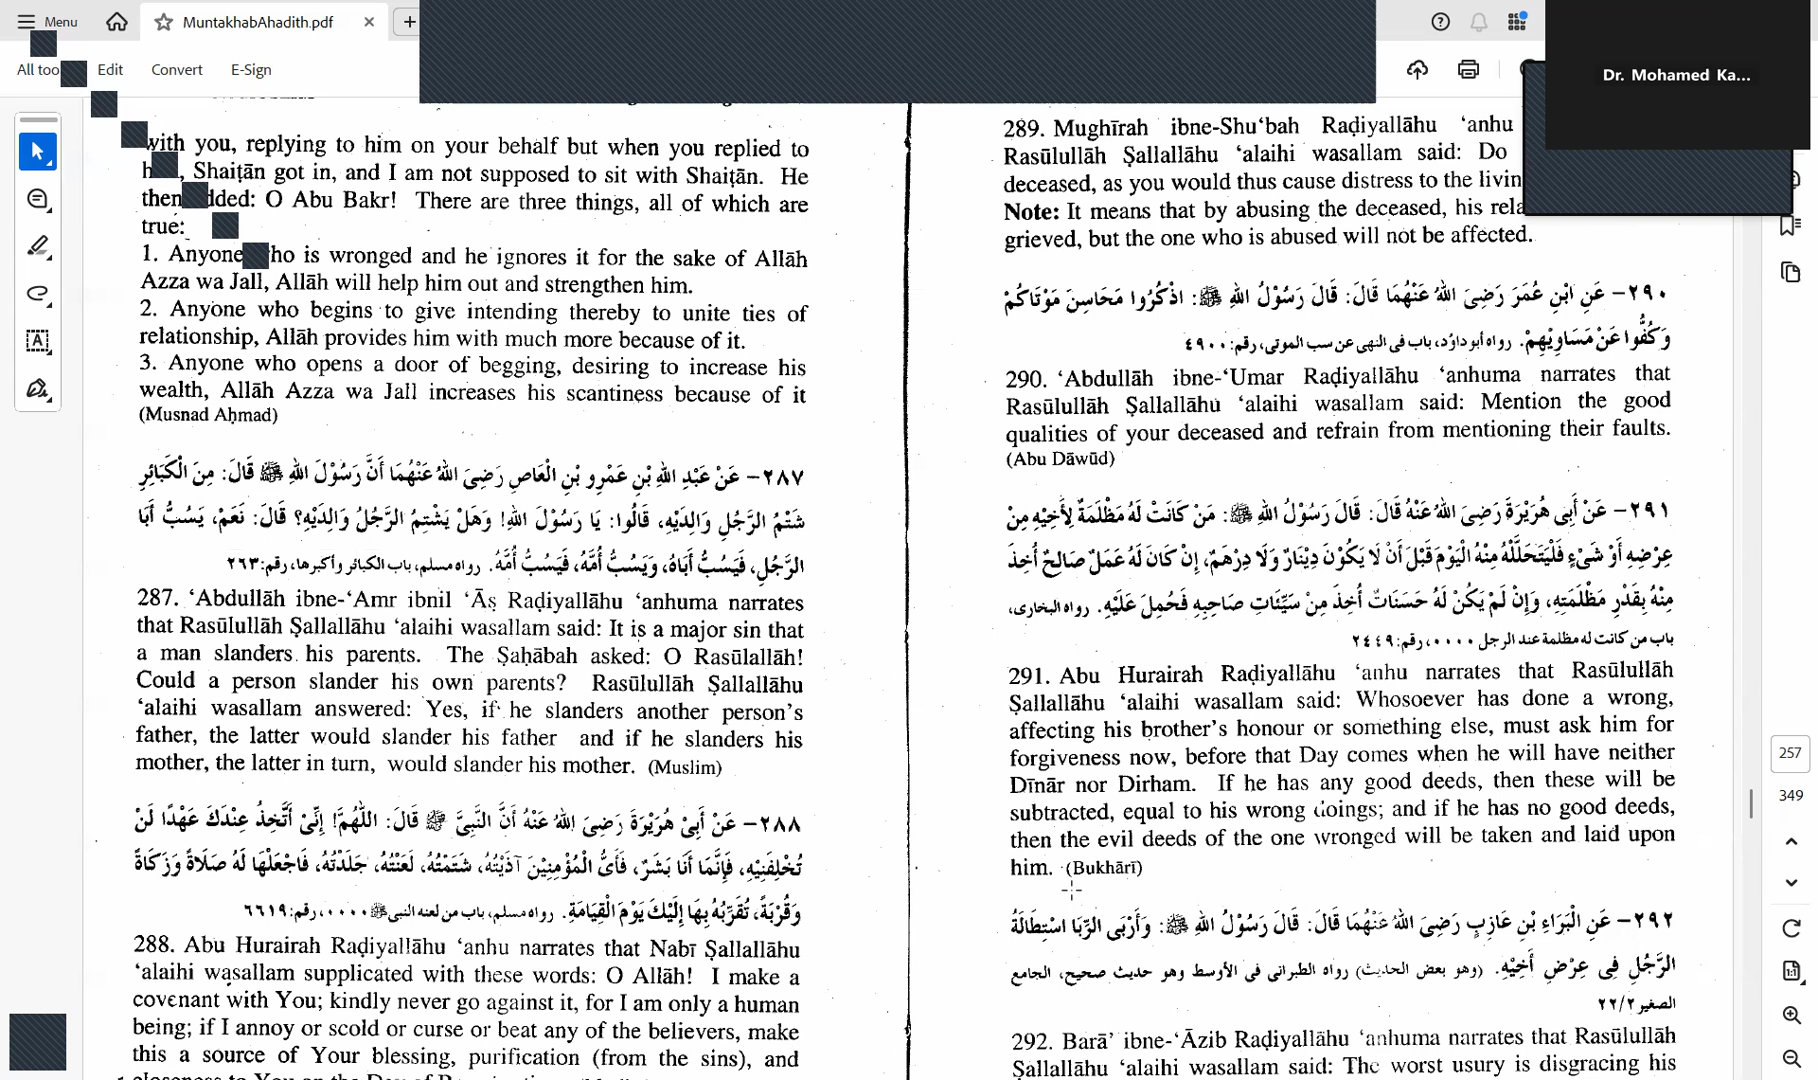 Menu
MuntakhabAhadith.pdf
All too
Edit
Convert
E-Sign
Dr. Mohamed Ka...
with you, replying to him on your behalf but when you replied to
Shaiṭān got in, and I am not supposed to sit with Shaiṭān. He
then O Abu Bakr! There are three things, all of which are
true:
1. Anyone is wronged and he ignores it for the sake of Allāh
Azza wa Jall, Allāh will help him out and strengthen him.
2. Anyone who begins to give intending thereby to unite ties of
relationship, Allāh provides him with much more because of it.
3. Anyone who opens a door of begging, desiring to increase his
wealth, Allāh Azza wa Jall increases his scantiness because of it
(Musnad Aḥmad)
٢٨٧- عَنْ عَبْدِ اللهِ بْنِ عَمْرِو بْنِ الْعَاصِ رَضِىَ اللهُ عَنْهُمَا أَنَّ رَسُوْلَ اللهِ ﷺ قَالَ: مِنَ الْكَبَائِرِ
شَتْمُ الرَّجُلِ وَالِدَيْهِ، قَالُوا: يَا رَسُوْلَ اللهِ! وَهَلْ يَشْتِمُ الرَّجُلُ وَالِدَيْهِ؟ قَالَ: نَعَمْ، يَسُبُّ أَبَا
الرَّجُلِ، فَيَسُبُّ أَبَاهُ، وَيَسُبُّ أُمَّهُ، فَيَسُبُّ أُمَّهُ. رواه مسلم، باب الكبائر وأكبرها، رقم:٢٦٣
287. ‘Abdullāh ibne-‘Amr ibnil ‘Āṣ Raḍiyallāhu ‘anhuma narrates
that Rasūlullāh Ṣallallāhu ‘alaihi wasallam said: It is a major sin that
a man slanders his parents. The Ṣaḥābah asked: O Rasūlallāh!
Could a person slander his own parents? Rasūlullāh Ṣallallāhu
‘alaihi wasallam answered: Yes, if he slanders another person's
father, the latter would slander his father and if he slanders his
mother, the latter in turn, would slander his mother. (Muslim)
٢٨٨- عَنْ أَبِىْ هُرَيْرَةَ رَضِىَ اللهُ عَنْهُ أَنَّ النَّبِىَّ ﷺ قَالَ: اللّٰهُمَّ! إِنِّىْ أَتَّخِذُ عِنْدَكَ عَهْدًا لَنْ
تُخْلِفَنِيْهِ، فَإِنَّمَا أَنَا بَشَرٌ، فَأَىُّ الْمُؤْمِنِيْنَ آذَيْتُهُ، شَتَمْتُهُ، لَعَنْتُهُ، جَلَدْتُهُ، فَاجْعَلْهَا لَهُ صَلَاةً وَزَكَاةً
وَقُرْبَةً، تُقَرِّبُهُ بِهَا إِلَيْكَ يَوْمَ الْقِيَامَةِ. رواه مسلم، باب من لعنه النبى ﷺ ٠٠٠٠، رقم:٦٦١٩
288. Abu Hurairah Raḍiyallāhu ‘anhu narrates that Nabī Ṣallallāhu
‘alaihi wasallam supplicated with these words: O Allāh! I make a
covenant with You; kindly never go against it, for I am only a human
being; if I annoy or scold or curse or beat any of the believers, make
this a source of Your blessing, purification (from the sins), and
289. Mughīrah ibne-Shu‘bah Raḍiyallāhu ‘anhu
Rasūlullāh Ṣallallāhu ‘alaihi wasallam said: Do
deceased, as you would thus cause distress to the livin
Note: It means that by abusing the deceased, his rela
grieved, but the one who is abused will not be affected.
٢٩٠- عَنِ ابْنِ عُمَرَ رَضِىَ اللهُ عَنْهُمَا قَالَ: قَالَ رَسُوْلُ اللهِ ﷺ: اذْكُرُوا مَحَاسِنَ مَوْتَاكُمْ
وَكُفُّوا عَنْ مَسَاوِيْهِمْ. رواه أبو داؤد، باب فى النهى عن سب الموتى، رقم:٤٩٠٠
290. ‘Abdullāh ibne-‘Umar Raḍiyallāhu ‘anhuma narrates that
Rasūlullāh Ṣallallāhu ‘alaihi wasallam said: Mention the good
qualities of your deceased and refrain from mentioning their faults.
(Abu Dāwūd)
٢٩١- عَنْ أَبِى هُرَيْرَةَ رَضِىَ اللهُ عَنْهُ قَالَ: قَالَ رَسُوْلُ اللهِ ﷺ: مَنْ كَانَتْ لَهُ مَظْلَمَةٌ لِأَخِيْهِ مِنْ
عِرْضِهِ أَوْ شَىْءٍ فَلْيَتَحَلَّلْهُ مِنْهُ الْيَوْمَ قَبْلَ أَنْ لَا يَكُوْنَ دِيْنَارٌ وَلَا دِرْهَمٌ، إِنْ كَانَ لَهُ عَمَلٌ صَالِحٌ أُخِذَ
مِنْهُ بِقَدْرِ مَظْلَمَتِهِ، وَإِنْ لَمْ يَكُنْ لَهُ حَسَنَاتٌ أُخِذَ مِنْ سَيِّئَاتِ صَاحِبِهِ فَحُمِلَ عَلَيْهِ. رواه البخارى،
باب من كانت له مظلمة عند الرجل ٠٠٠٠، رقم:٢٤٤٩
291. Abu Hurairah Raḍiyallāhu ‘anhu narrates that Rasūlullāh
Ṣallallāhu ‘alaihi wasallam said: Whosoever has done a wrong,
affecting his brother's honour or something else, must ask him for
forgiveness now, before that Day comes when he will have neither
Dīnār nor Dirham. If he has any good deeds, then these will be
subtracted, equal to his wrong doings; and if he has no good deeds,
then the evil deeds of the one wronged will be taken and laid upon
him. (Bukhārī)
٢٩٢- عَنِ الْبَرَاءِ بْنِ عَازِبٍ رَضِىَ اللهُ عَنْهُمَا قَالَ: قَالَ رَسُوْلُ اللهِ ﷺ: وَأَرْبَى الرِّبَا اسْتِطَالَةُ
الرَّجُلِ فِى عِرْضِ أَخِيْهِ. (وهو بعض الحديث) رواه الطبرانى فى الأوسط وهو حديث صحيح، الجامع
الصغير ٢٢/٢
292. Barā’ ibne-‘Āzib Raḍiyallāhu ‘anhuma narrates that Rasūlullāh
Ṣallallāhu ‘alaihi wasallam said: The worst usury is disgracing his
257
349